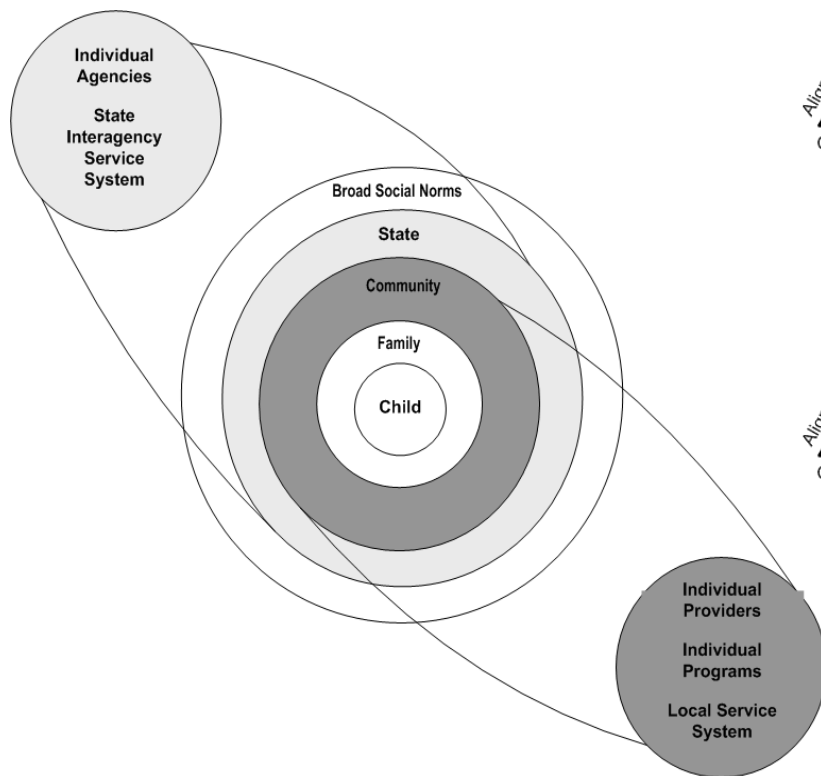 Individual
Agencies
State
Interagency
Service
System
Broad Social Norms
State
Community
Family
Child
Individual
Providers
Individual
Programs
Local Service
System